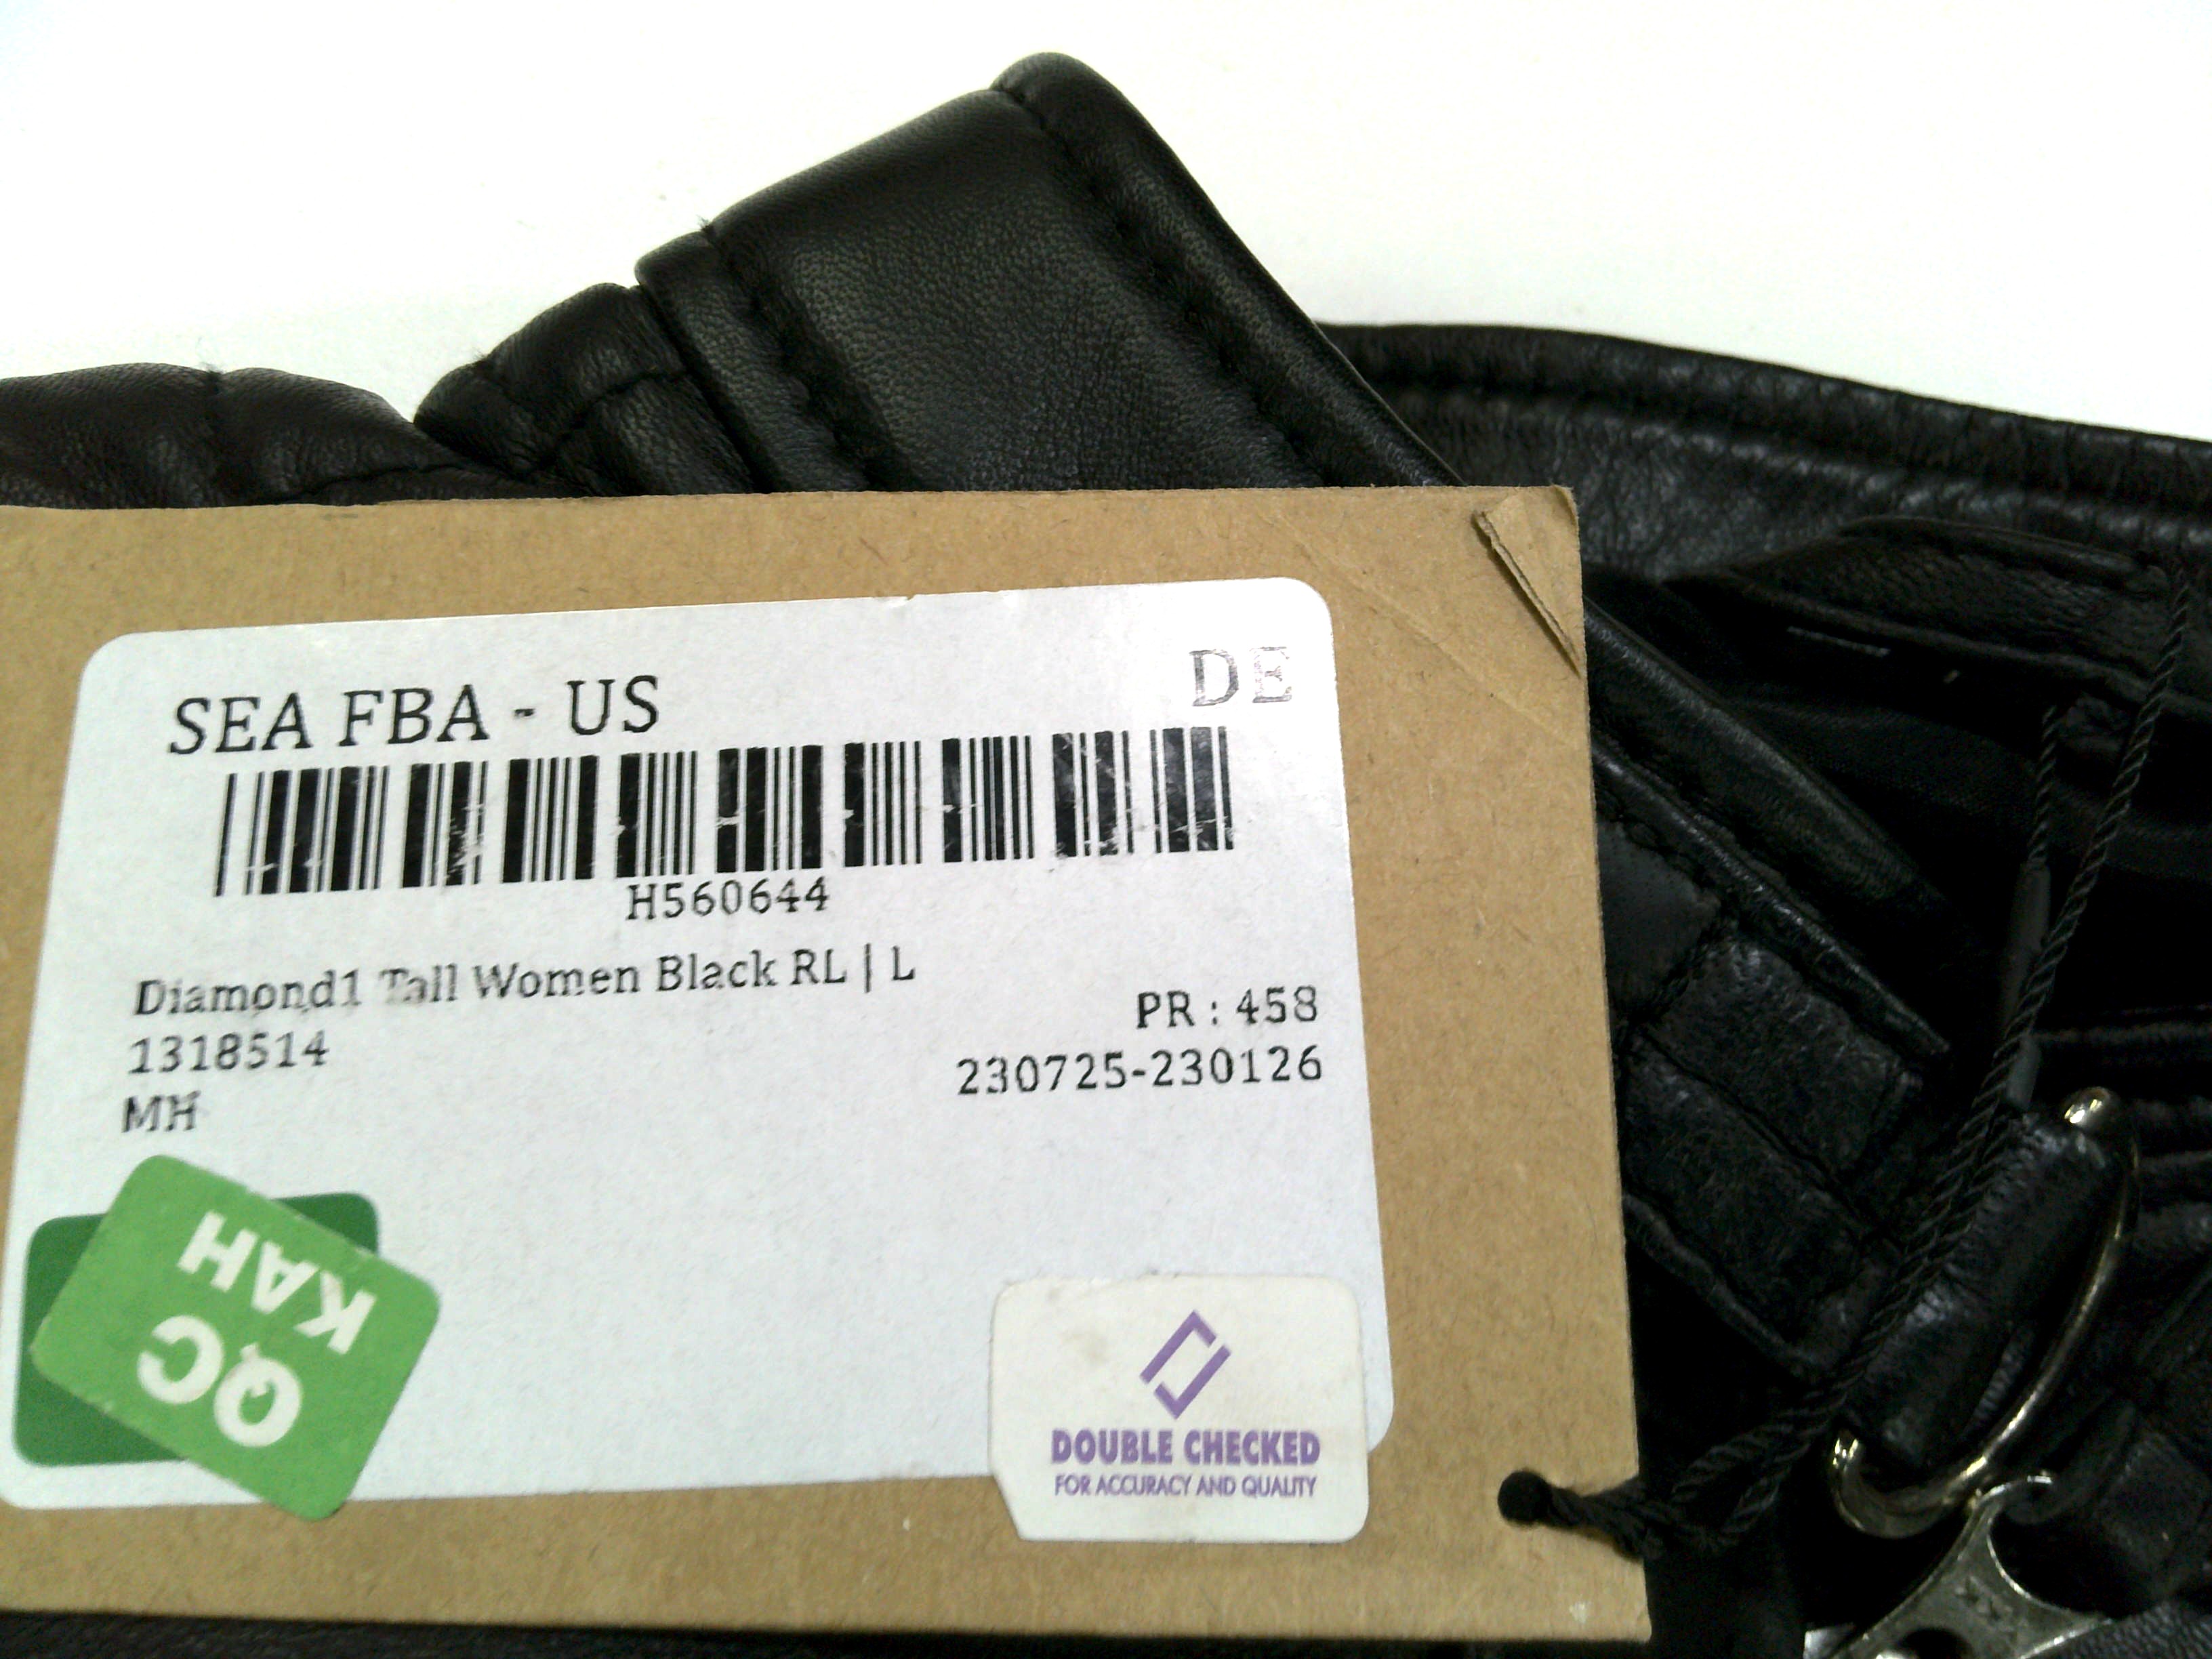 SEA FBA - US
DE
H560644
Diamond1 Tall Women Black RL | L
1318514
PR : 458
MH
230725-230126
QC
KAH
DOUBLE CHECKED
FOR ACCURACY AND QUALITY